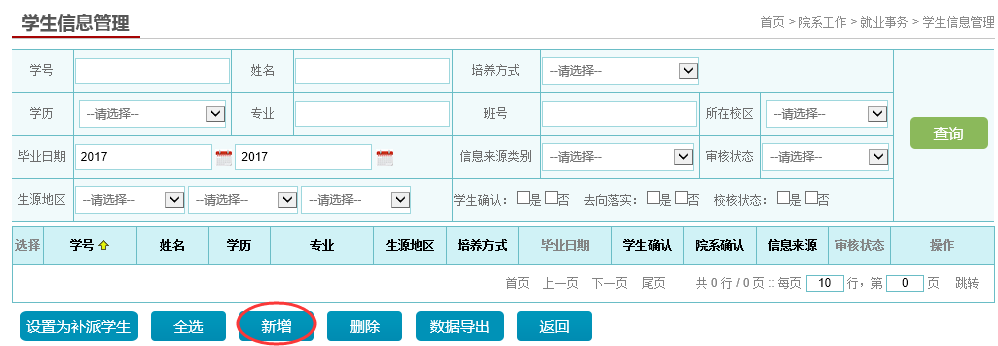 学生信息管理
首页 > 院系工作 > 就业事务 > 学生信息管理
学号 姓名 培养方式 --请选择--
学历 --请选择-- 专业 班号 所在校区 --请选择--
查询
毕业日期 2017 2017 信息来源类别 --请选择-- 审核状态 --请选择--
生源地区 --请选择-- --请选择-- --请选择-- 学生确认： 是 否 去向落实： 是 否 校核状态： 是 否
选择 学号 姓名 学历 专业 生源地区 培养方式 毕业日期 学生确认 院系确认 信息来源 审核状态 操作
首页 上一页 下一页 尾页 共 0 行 / 0 页 :: 每页 10 行，第 0 页 跳转
设置为补派学生 全选 新增 删除 数据导出 返回